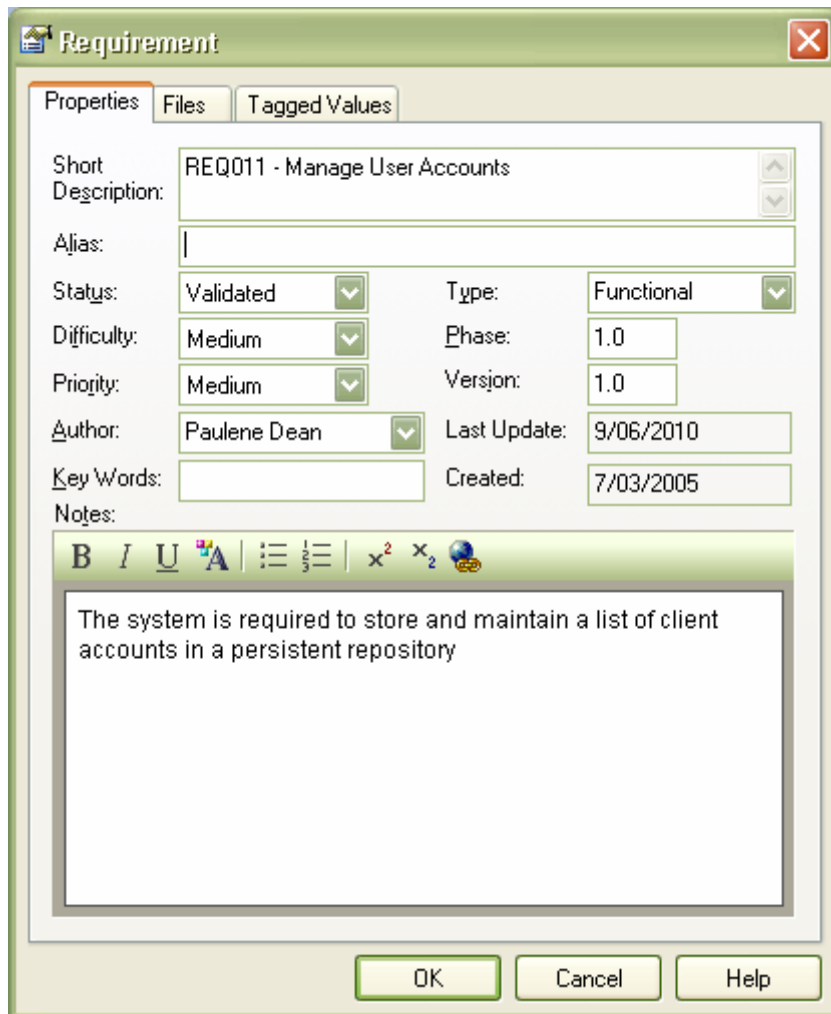 Requirement
Properties Files Tagged Values
Short Description: REQ011 - Manage User Accounts
Alias:
Status: Validated Type: Functional
Difficulty: Medium Phase: 1.0
Priority: Medium Version: 1.0
Author: Paulene Dean Last Update: 9/06/2010
Key Words: Created: 7/03/2005
Notes:
B I U A x² x₂
The system is required to store and maintain a list of client
accounts in a persistent repository
OK Cancel Help